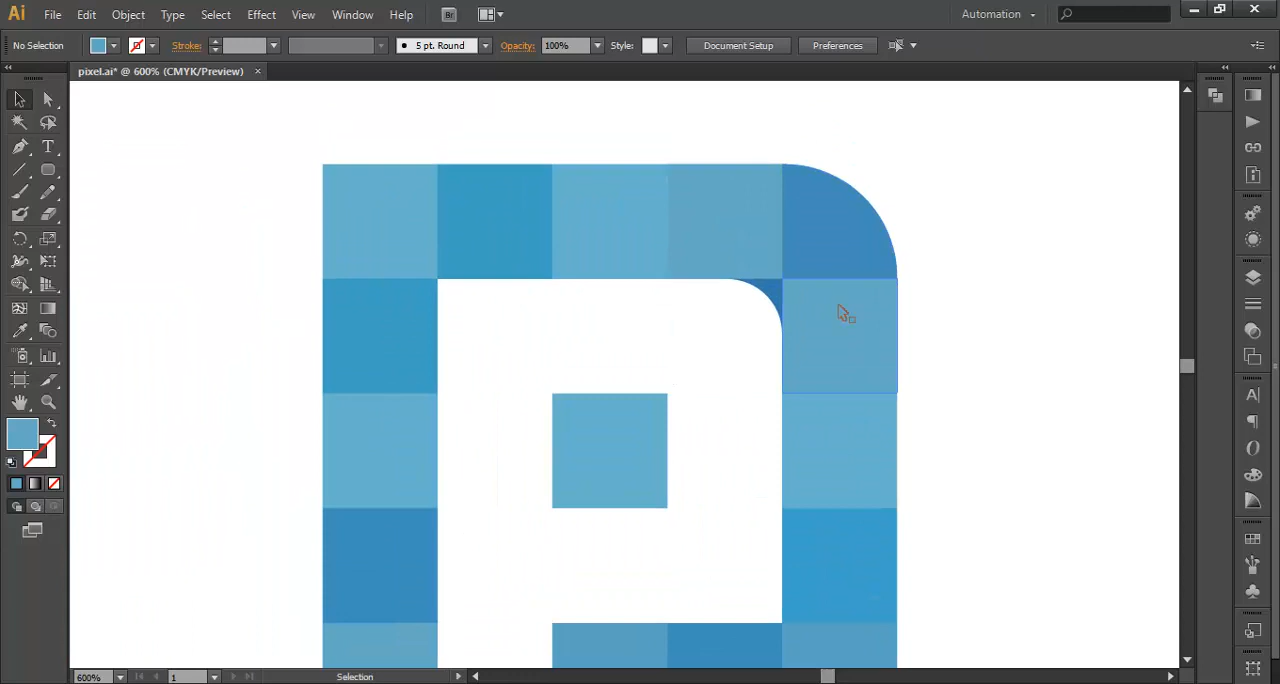 Ai File Edit Object Type Select Effect View Window Help Br Automation
No Selection Stroke: 5 pt. Round Opacity: 100% Style: Document Setup Preferences
pixel.ai* @ 600% (CMYK/Preview) ×
600% 1 Selection